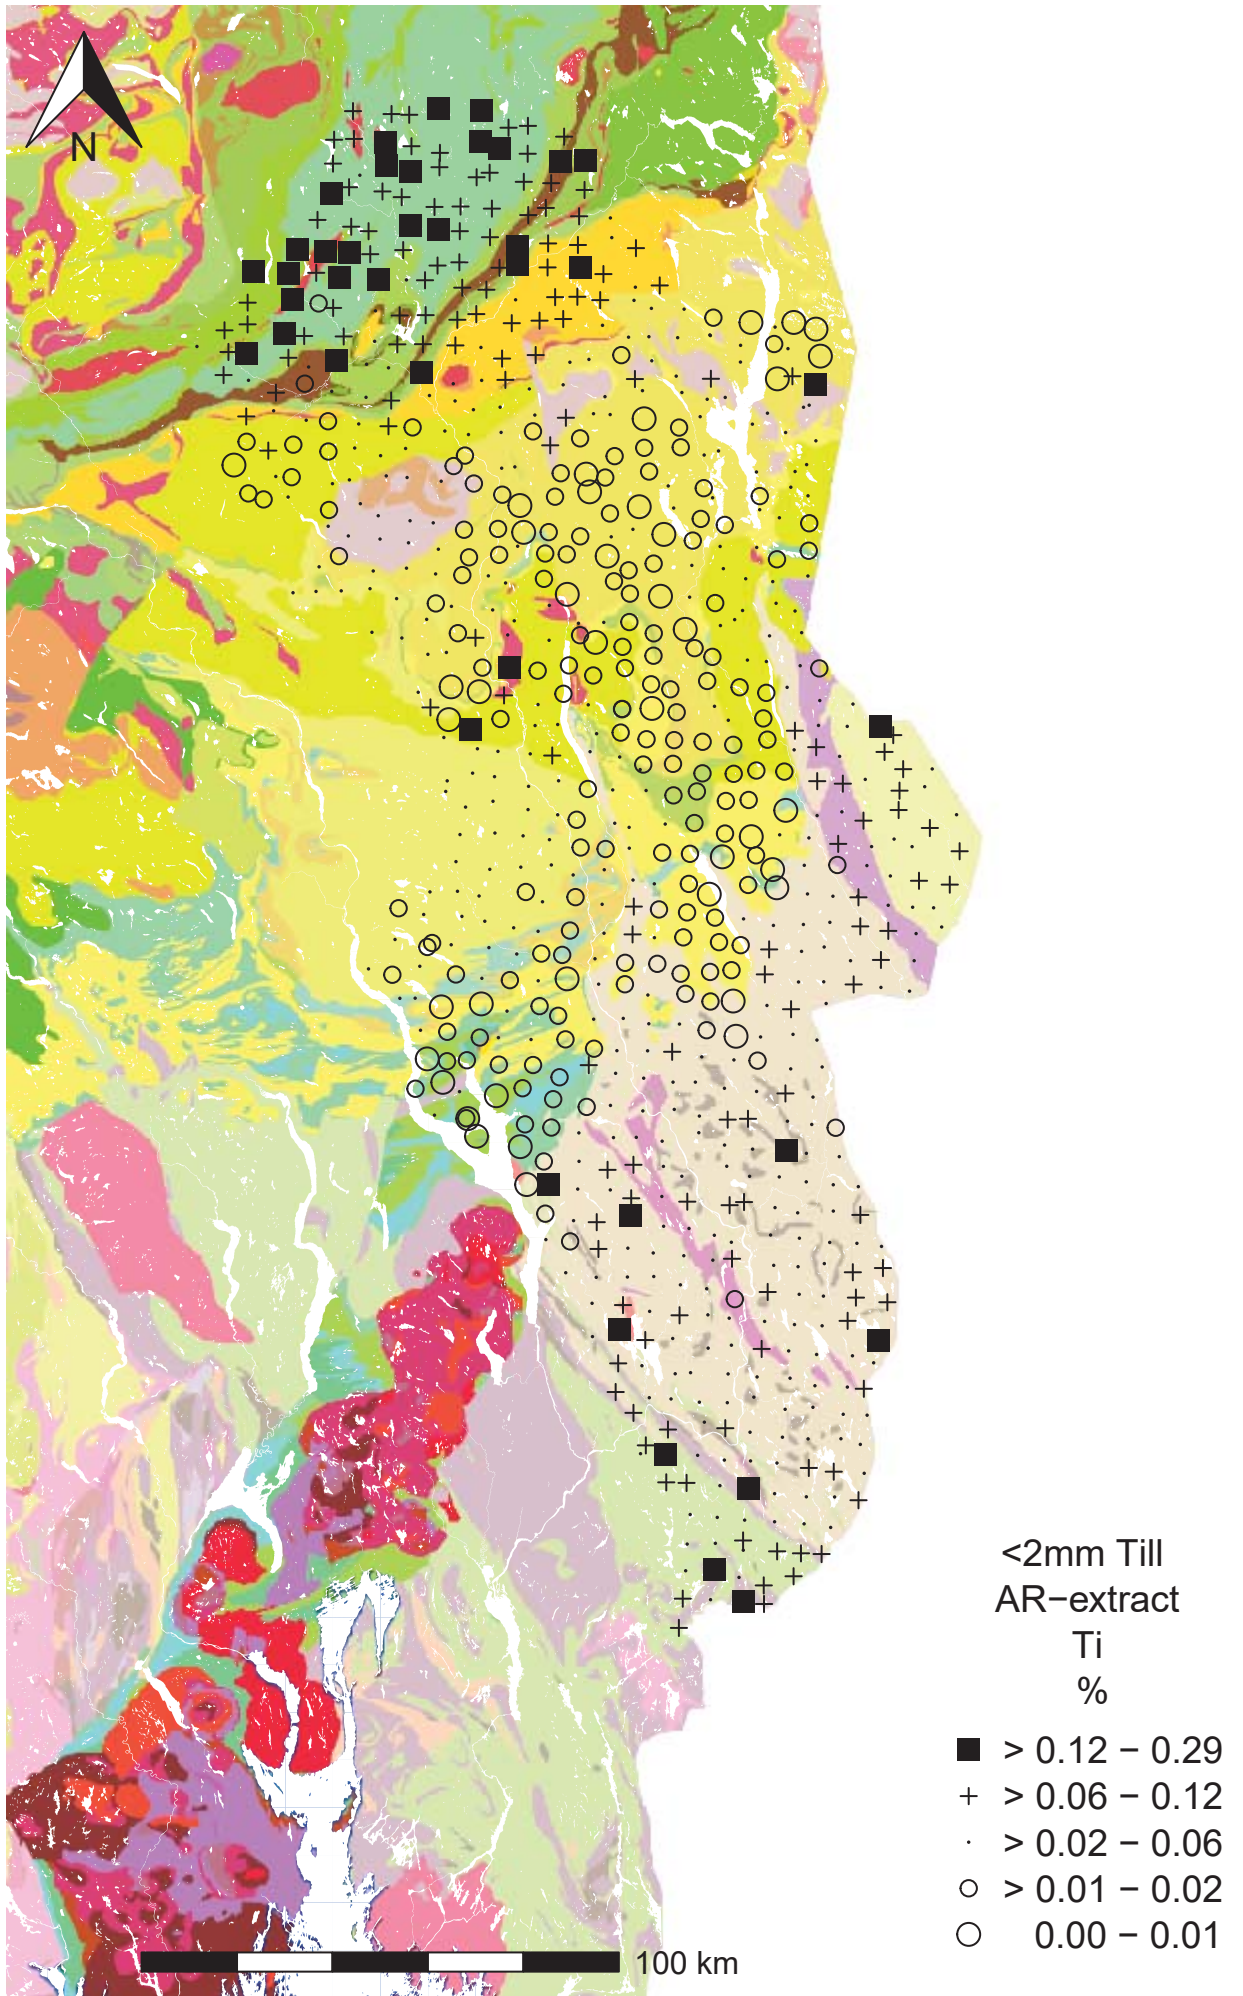 N
<2mm Till
AR−extract
Ti
%
> 0.12 − 0.29
> 0.06 − 0.12
> 0.02 − 0.06
> 0.01 − 0.02
0.00 − 0.01
100 km